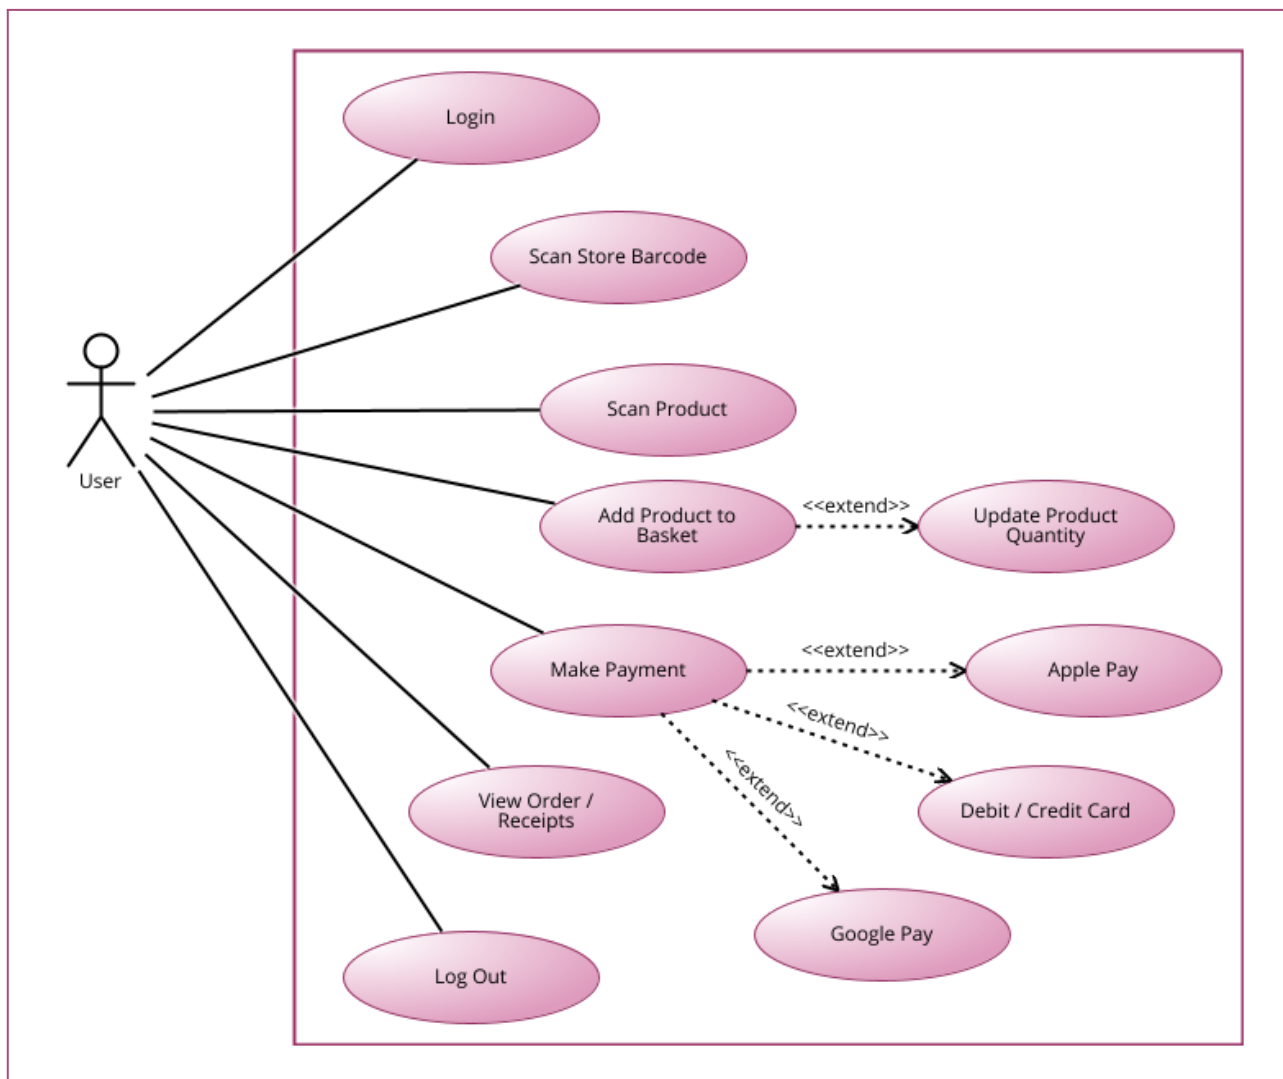 Login
Scan Store Barcode
Scan Product
User
Add Product to
Basket
<<extend>>
Update Product
Quantity
Make Payment
<<extend>>
Apple Pay
<<extend>>
<<extend>>
View Order /
Receipts
Debit / Credit Card
Google Pay
Log Out